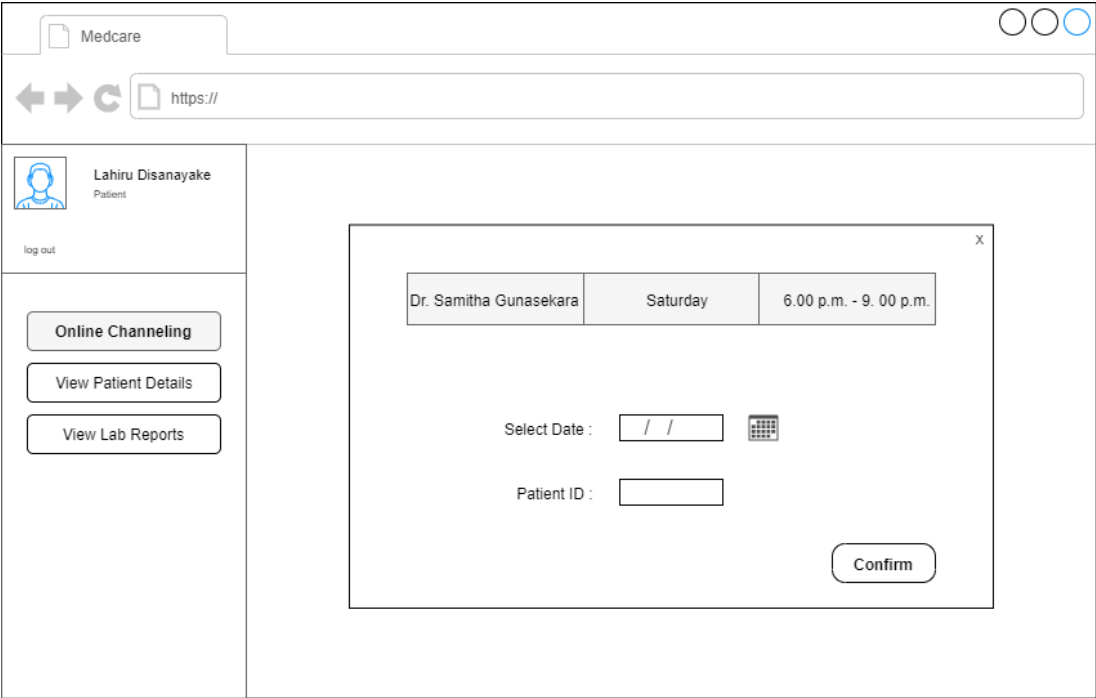 Medcare
https://
Lahiru Disanayake
Patient
log out
Online Channeling
View Patient Details
View Lab Reports
X
Dr. Samitha Gunasekara Saturday 6.00 p.m. - 9. 00 p.m.
Select Date : / /
Patient ID :
Confirm